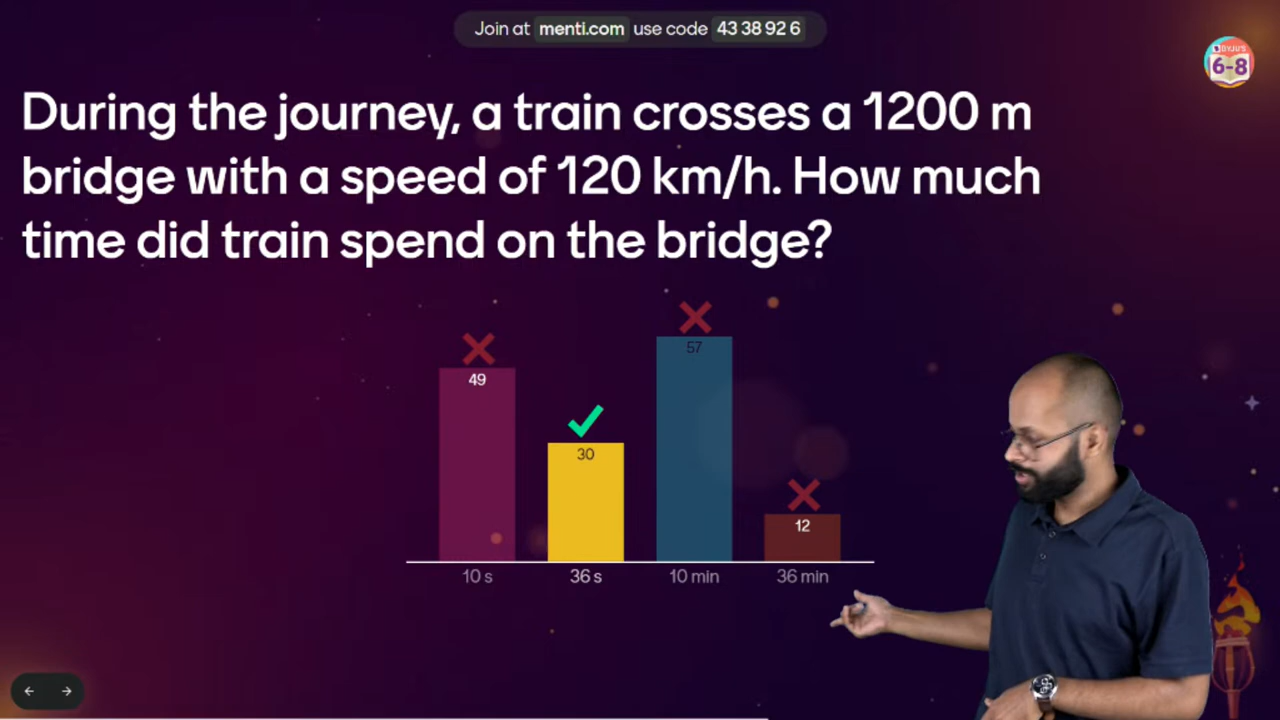 Join at menti.com use code 43 38 92 6
BYJU'S
6-8
During the journey, a train crosses a 1200 m
bridge with a speed of 120 km/h. How much
time did train spend on the bridge?
49
30
57
12
10 s
36 s
10 min
36 min